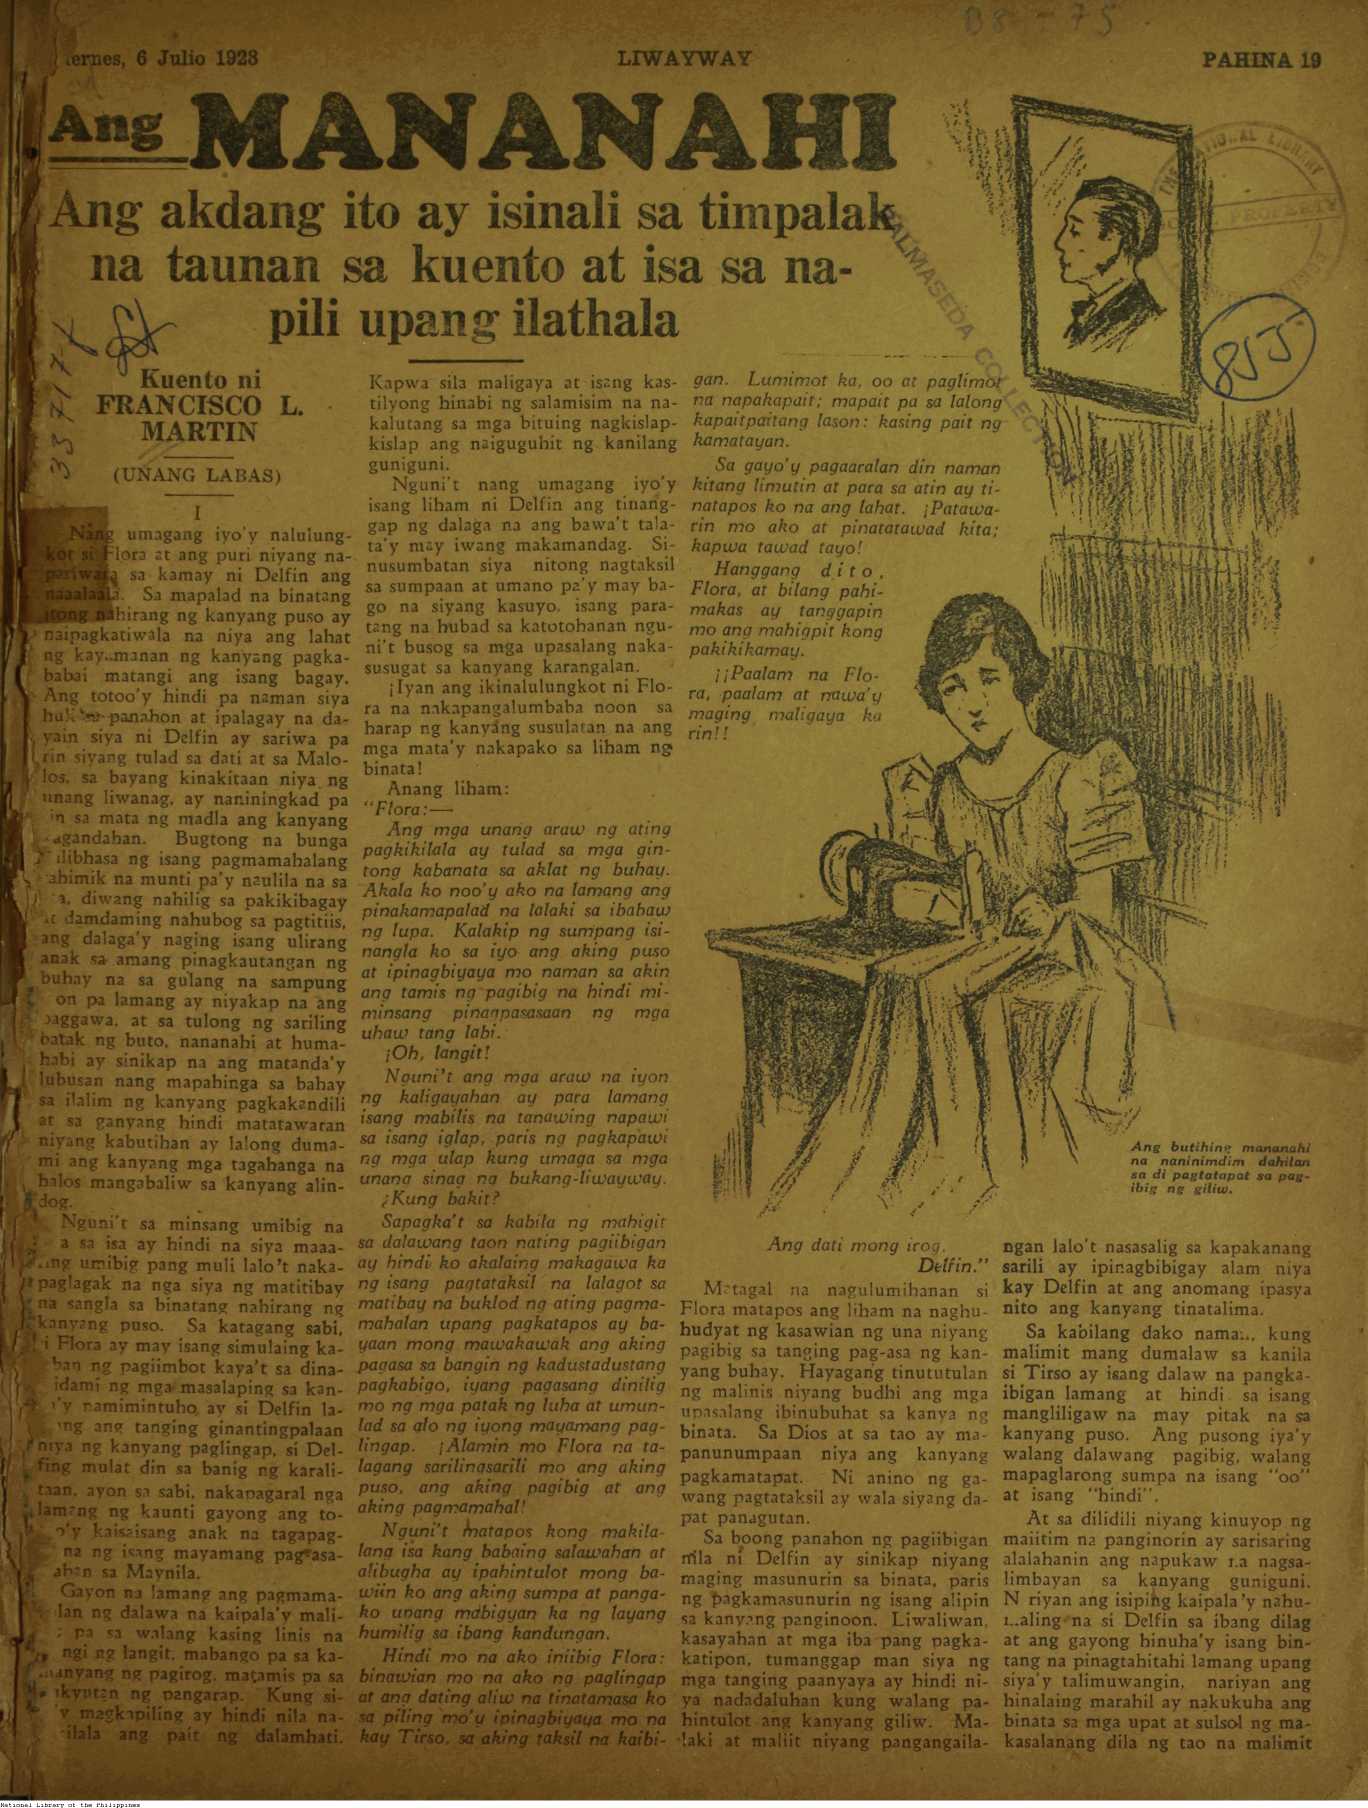 6 Julio 1928
LIWAYWAY
PAHINA 19
Ang MANANAHI
Ang akdang ito ay isinali sa timpalak
na taunan sa kuento at isa sa na-
pili upang ilathala
Kuento ni
FRANCISCO L.
MARTIN
(UNANG LABAS)
I
Nang umagang iyo'y nalulung-
kot si Flora at ang puri niyang na-
pariwara sa kamay ni Delfin ang
naaalaala. Sa mapalad na binatang
itong nahirang ng kanyang puso ay
naipagkatiwala na niya ang lahat
ng kayamanan ng kanyang pagka-
babai matangi ang isang bagay.
Ang totoo'y hindi pa naman siya
panahon at ipalagay na da-
yain siya ni Delfin ay sariwa pa
rin siyang tulad sa dati at sa Malo-
los, sa bayang kinakitaan niya ng
unang liwanag, ay naniningkad pa
sa mata ng madla ang kanyang
kagandahan. Bugtong na bunga
palibhasa ng isang pagmamahalang
tahimik na munti pa'y naulila na sa
diwang nahilig sa pakikibagay
at damdaming nahubog sa pagtitiis,
ang dalaga'y naging isang ulirang
anak sa amang pinagkautangan ng
buhay na sa gulang na sampung
taon pa lamang ay niyakap na ang
paggawa, at sa tulong ng sariling
batak ng buto, nananahi at huma-
habi ay sinikap na ang matanda'y
lubusan nang mapahinga sa bahay
sa ilalim ng kanyang pagkakandili
at sa ganyang hindi matatawaran
niyang kabutihan ay lalong duma-
mi ang kanyang mga tagahanga na
halos mangabaliw sa kanyang alin-
dog.
Nguni't sa minsang umibig na
sa isa ay hindi na siya maaa-
ring umibig pang muli lalo't naka-
paglagak na nga siya ng matitibay
na sangla sa binatang nahirang ng
kanyang puso. Sa katagang sabi,
si Flora ay may isang simulaing ka-
ng pagiimbot kaya't sa dina-
ng mga masalaping sa kan-
namimintuho ay si Delfin la-
mang ang tanging ginantingpalaan
niya ng kanyang paglingap, si Del-
fing mulat din sa banig ng karali-
taan, ayon sa sabi, nakapagaral nga
lamang ng kaunti gayong ang to-
too'y kaisaisang anak na tagapag-
na ng isang mayamang pag-asa-
sa Maynila.
Gayon na lamang ang pagmama-
halan ng dalawa na kaipala'y mali-
pa sa walang kasing linis na
ng langit, mabango pa sa ka-
ng pagirog, matamis pa sa
ng pangarap. Kung si-
la'y magkapiling ay hindi nila na-
ang pait ng dalamhati.
Kapwa sila maligaya at isang kas-
tilyong hinabi ng salamisim na na-
kalutang sa mga bituing nagkislap-
kislap ang naiguguhit ng kanilang
guniguni.
Nguni't nang umagang iyo'y
isang liham ni Delfin ang tinang-
gap ng dalaga na ang bawa't tala-
ta'y may iwang makamandag. Si-
nusumbatan siya nitong nagtaksil
sa sumpaan at umano pa'y may ba-
go na siyang kasuyo, isang para-
tang na hubad sa katotohanan ngu-
ni't busog sa mga upasalang naka-
susugat sa kanyang karangalan.
¡Iyan ang ikinalulungkot ni Flo-
ra na nakapangalumbaba noon sa
harap ng kanyang susulatan na ang
mga mata'y nakapako sa liham ng
binata!
Anang liham:
"Flora:—
Ang mga unang araw ng ating
pagkikilala ay tulad sa mga gin-
tong kabanata sa aklat ng buhay.
Akala ko noo'y ako na lamang ang
pinakamapalad na lalaki sa ibabaw
ng lupa. Kalakip ng sumpang isi-
nangla ko sa iyo ang aking puso
at ipinagbiyaya mo naman sa akin
ang tamis ng pagibig na hindi mi-
minsang pinagpasasaan ng mga
uhaw tang labi.
¡Oh, langit!
Nguni't ang mga araw na iyon
ng kaligayahan ay para lamang
isang mabilis na tanawing napawi
sa isang iglap, paris ng pagkapawi
ng mga ulap kung umaga sa mga
unang sinag ng bukang-liwayway.
¿Kung bakit?
Sapagka't sa kabila ng mahigit
sa dalawang taon nating pagiibigan
ay hindi ko akalaing makagawa ka
ng isang pagtataksil na lalagot sa
matibay na buklod ng ating pagma-
mahalan upang pagkatapos ay ba-
yaan mong mawakawak ang aking
pagasa sa bangin ng kadustadustang
pagkabigo, iyang pagasang dinilig
mo ng mga patak ng luha at umun-
lad sa alo ng iyong mayamang pag-
lingap. ¡Alamin mo Flora na ta-
lagang sarilingsarili mo ang aking
puso, ang aking pagibig at ang
aking pagmamahal!
Nguni't matapos kong makila-
lang isa kang babaing salawahan at
alibugha ay ipahintulot mong ba-
wiin ko ang aking sumpa at panga-
ko unang mabigyan ka ng layang
humilig sa ibang kandungan.
Hindi mo na ako iniibig Flora:
binawian mo na ako ng paglingap
at ang dating aliw na tinatamasa ko
sa piling mo'y ipinagbiyaya mo na
kay Tirso, sa aking taksil na kaibi-
gan. Lumimot ka, oo at paglimot
na napakapait; mapait pa sa lalong
kapaitpaitang lason: kasing pait ng
kamatayan.
Sa gayo'y pagaaralan din naman
kitang limutin at para sa atin ay ti-
natapos ko na ang lahat. ¡Patawa-
rin mo ako at pinatatawad kita;
kapwa tawad tayo!
Hanggang dito,
Flora, at bilang pahi-
makas ay tanggapin
mo ang mahigpit kong
pakikikamay.
¡¡Paalam na Flo-
ra, paalam at nawa'y
maging maligaya ka
rin!!
Ang butihing mananahi
na naninimdim dahilan
sa di pagtatapat sa pag-
ibig ng giliw.
Ang dati mong irog.
Delfin."
Matagal na nagulumihanan si
Flora matapos ang liham na naghu-
hudyat ng kasawian ng una niyang
pagibig sa tanging pag-asa ng kan-
yang buhay. Hayagang tinututulan
ng malinis niyang budhi ang mga
upasalang ibinubuhat sa kanya ng
binata. Sa Dios at sa tao ay ma-
panunumpaan niya ang kanyang
pagkamatapat. Ni anino ng ga-
wang pagtataksil ay wala siyang da-
pat panagutan.
Sa boong panahon ng pagiibigan
nila ni Delfin ay sinikap niyang
maging masunurin sa binata, paris
ng pagkamasunurin ng isang alipin
sa kanyang panginoon. Liwaliwan,
kasayahan at mga iba pang pagka-
katipon, tumanggap man siya ng
mga tanging paanyaya ay hindi ni-
ya nadadaluhan kung walang pa-
hintulot ang kanyang giliw. Ma-
laki at maliit niyang pangangaila-
ngan lalo't nasasalig sa kapakanang
sarili ay ipinagbibigay alam niya
kay Delfin at ang anomang ipasya
nito ang kanyang tinatalima.
Sa kabilang dako naman, kung
malimit mang dumalaw sa kanila
si Tirso ay isang dalaw na pangka-
ibigan lamang at hindi sa isang
mangliligaw na may pitak na sa
kanyang puso. Ang pusong iya'y
walang dalawang pagibig, walang
mapaglarong sumpa na isang "oo"
at isang "hindi".
At sa dilidili niyang kinuyop ng
maiitim na panginorin ay sarisaring
alalahanin ang napukaw na nagsa-
limbayan sa kanyang guniguni.
Nariyan ang isiping kaipala'y nahu-
maling na si Delfin sa ibang dilag
at ang gayong binuha'y isang bin-
tang na pinagtahitahi lamang upang
siya'y talimuwangin, nariyan ang
hinalaing marahil ay nakukuha ang
binata sa mga upat at sulsol ng ma-
kasalanang dila ng tao na malimit
PALMASEDA COLLECTION
THE NATIONAL LIBRARY
PROPERTY
33717
855
B8-75
National Library of the Philippines